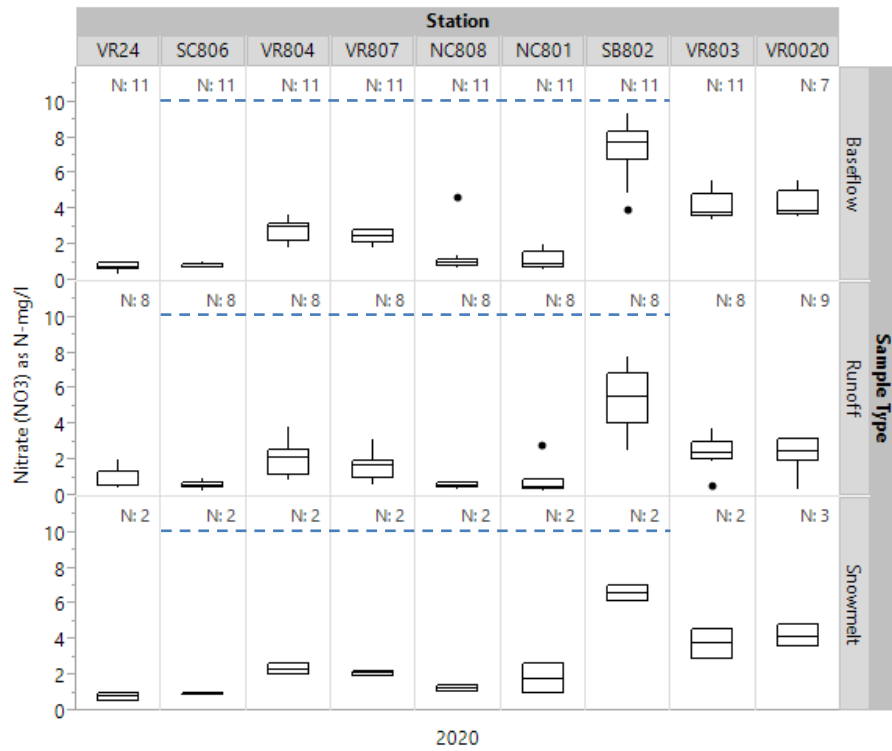 Station
VR24 SC806 VR804 VR807 NC808 NC801 SB802 VR803 VR0020
N: 11 N: 11 N: 11 N: 11 N: 11 N: 11 N: 11 N: 11 N: 7
10
8
6
4
2
0
Baseflow
N: 8 N: 8 N: 8 N: 8 N: 8 N: 8 N: 8 N: 8 N: 9
10
8
6
4
2
0
Runoff
N: 2 N: 2 N: 2 N: 2 N: 2 N: 2 N: 2 N: 2 N: 3
10
8
6
4
2
0
Snowmelt
Nitrate (NO3) as N-mg/l
Sample Type
2020